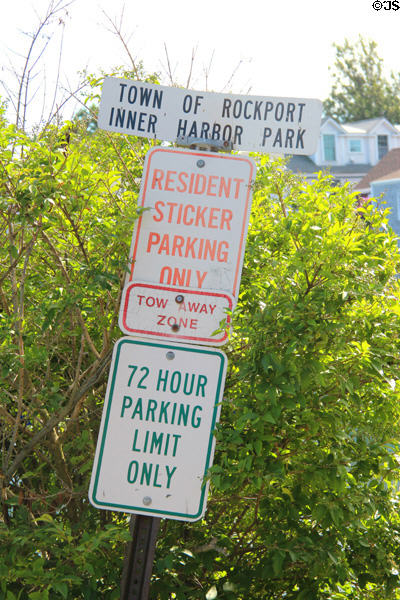 ©JS
TOWN OF ROCKPORT
INNER HARBOR PARK
RESIDENT
STICKER
PARKING
ONLY
TOW AWAY
ZONE
72 HOUR
PARKING
LIMIT
ONLY